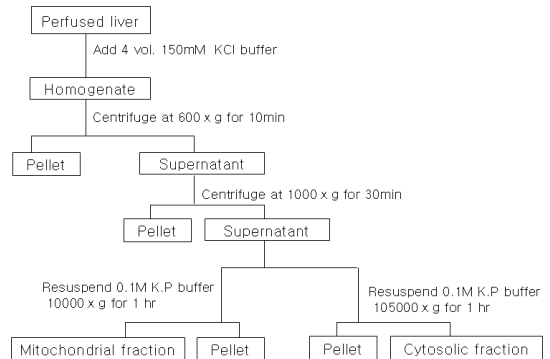 Perfused liver
Add 4 vol. 150mM KCl buffer
Homogenate
Centrifuge at 600 x g for 10min
Pellet
Supernatant
Centrifuge at 1000 x g for 30min
Pellet
Supernatant
Resuspend 0.1M K.P buffer
10000 x g for 1 hr
Resuspend 0.1M K.P buffer
105000 x g for 1 hr
Mitochondrial fraction
Pellet
Pellet
Cytosolic fraction